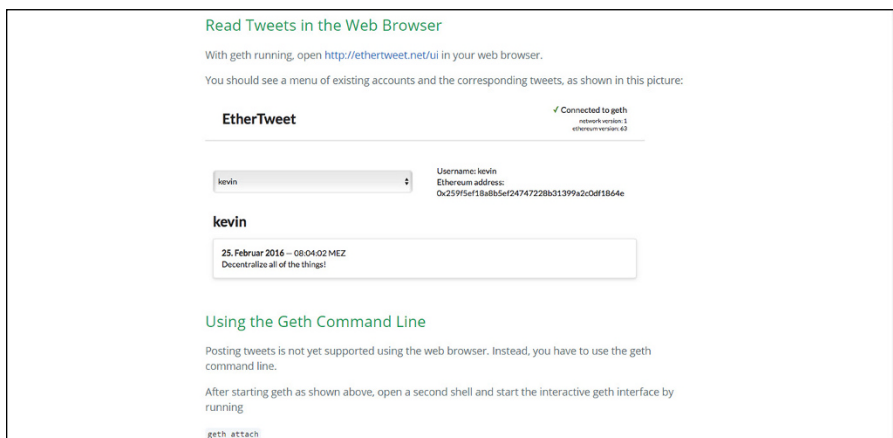 Read Tweets in the Web Browser
With geth running, open http://ethertweet.net/ui in your web browser.
You should see a menu of existing accounts and the corresponding tweets, as shown in this picture:
EtherTweet
✓ Connected to geth
network version: 1
ethereum version: 63
kevin
Username: kevin
Ethereum address:
0x259f5ef18a8b5ef24747228b31399a2c0df1864e
kevin
25. Februar 2016 — 08:04:02 MEZ
Decentralize all of the things!
Using the Geth Command Line
Posting tweets is not yet supported using the web browser. Instead, you have to use the geth
command line.
After starting geth as shown above, open a second shell and start the interactive geth interface by
running
geth attach